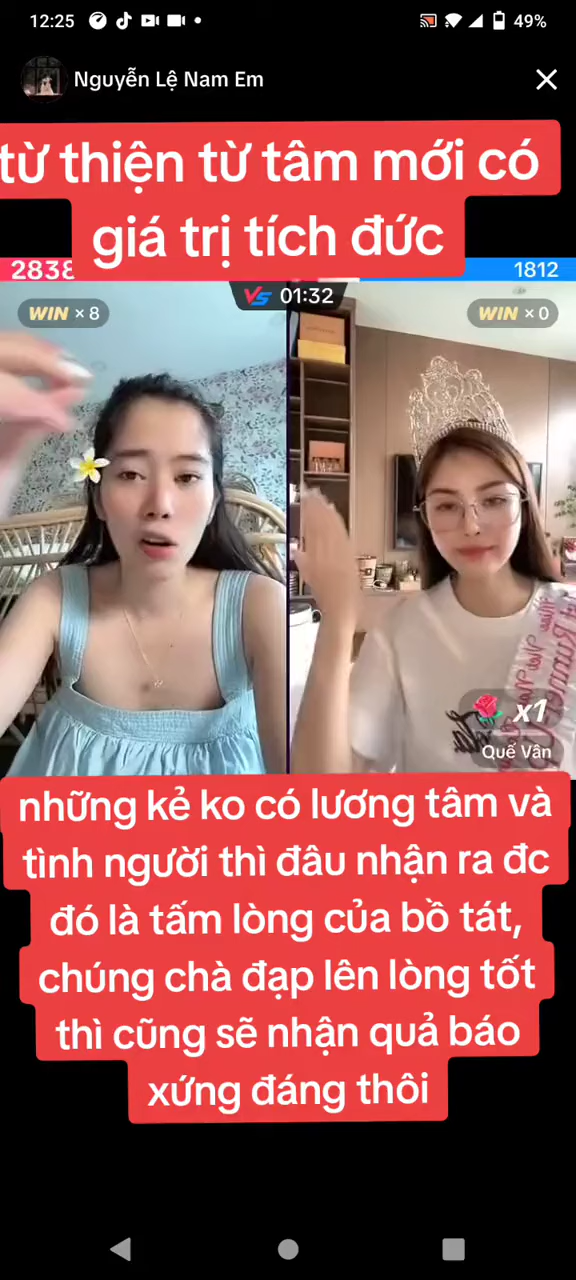 12:25
49%
Nguyễn Lệ Nam Em
từ thiện từ tâm mới có
giá trị tích đức
2838
1812
VS 01:32
WIN × 8
WIN × 0
x1
Quế Vân
những kẻ ko có lương tâm và
tình người thì đâu nhận ra đc
đó là tấm lòng của bồ tát,
chúng chà đạp lên lòng tốt
thì cũng sẽ nhận quả báo
xứng đáng thôi